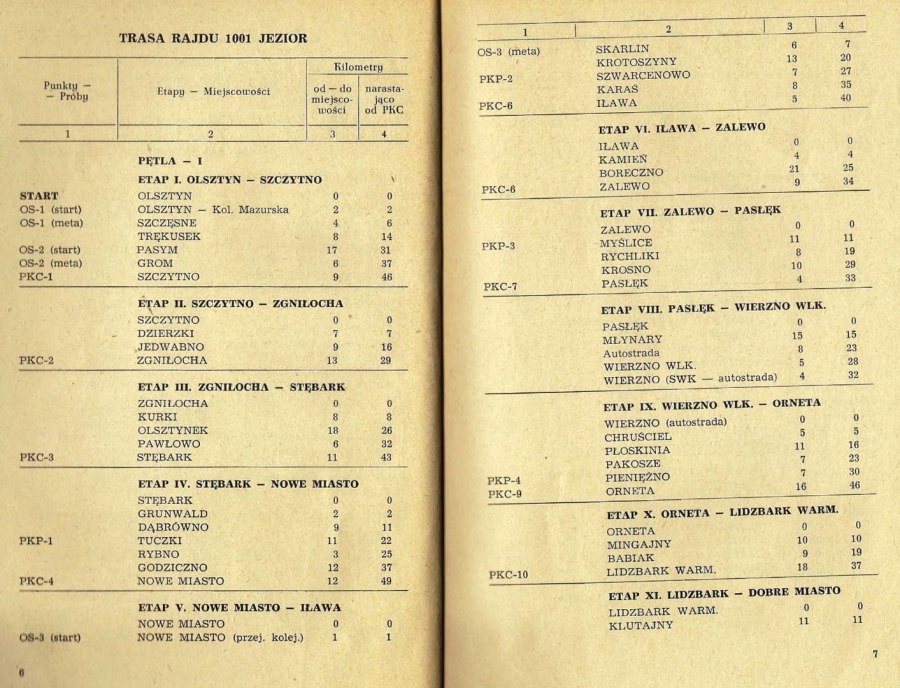 TRASA RAJDU 1001 JEZIOR
Punkty — — Próby | Etapy — Miejscowości | Kilometry
od — do miejscowości | narastająco od PKC
1 2 3 4
PĘTLA — I
ETAP I. OLSZTYN — SZCZYTNO
START OLSZTYN 0 0
OS-1 (start) OLSZTYN — Kol. Mazurska 2 2
OS-1 (meta) SZCZĘSNE 4 6
TRĘKUSEK 8 14
OS-2 (start) PASYM 17 31
OS-2 (meta) GROM 6 37
PKC-1 SZCZYTNO 9 46
ETAP II. SZCZYTNO — ZGNIŁOCHA
SZCZYTNO 0 0
DZIERZKI 7 7
JEDWABNO 9 16
PKC-2 ZGNIŁOCHA 13 29
ETAP III. ZGNIŁOCHA — STĘBARK
ZGNIŁOCHA 0 0
KURKI 8 8
OLSZTYNEK 18 26
PAWŁOWO 6 32
PKC-3 STĘBARK 11 43
ETAP IV. STĘBARK — NOWE MIASTO
STĘBARK 0 0
GRUNWALD 2 2
DĄBRÓWNO 9 11
PKP-1 TUCZKI 11 22
RYBNO 3 25
GODZICZNO 12 37
PKC-4 NOWE MIASTO 12 49
ETAP V. NOWE MIASTO — IŁAWA
NOWE MIASTO 0 0
OS-3 (start) NOWE MIASTO (przej. kolej.) 1 1
6
1 2 3 4
OS-3 (meta) SKARLIN 6 7
KROTOSZYNY 13 20
PKP-2 SZWARCENOWO 7 27
KARAŚ 8 35
PKC-6 IŁAWA 5 40
ETAP VI. IŁAWA — ZALEWO
IŁAWA 0 0
KAMIEŃ 4 4
BORECZNO 21 25
PKC-6 ZALEWO 9 34
ETAP VII. ZALEWO — PASŁĘK
ZALEWO 0 0
PKP-3 MYŚLICE 11 11
RYCHLIKI 8 19
KROSNO 10 29
PKC-7 PASŁĘK 4 33
ETAP VIII. PASŁĘK — WIERZNO WLK.
PASŁĘK 0 0
MŁYNARY 15 15
Autostrada 8 23
WIERZNO WLK. 5 28
WIERZNO (SWK — autostrada) 4 32
ETAP IX. WIERZNO WLK. — ORNETA
WIERZNO (autostrada) 0 0
CHRUŚCIEL 5 5
PŁOSKINIA 11 16
PAKOSZE 7 23
PKP-4 PIENIĘŻNO 7 30
PKC-9 ORNETA 16 46
ETAP X. ORNETA — LIDZBARK WARM.
ORNETA 0 0
MINGAJNY 10 10
BABIAK 9 19
PKC-10 LIDZBARK WARM. 18 37
ETAP XI. LIDZBARK — DOBRE MIASTO
LIDZBARK WARM. 0 0
KLUTAJNY 11 11
7